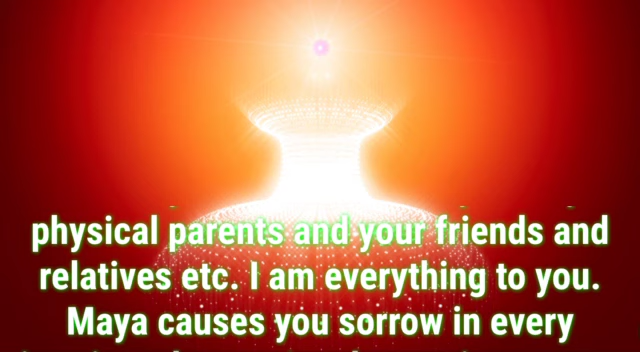 physical parents and your friends and
relatives etc. I am everything to you.
Maya causes you sorrow in every